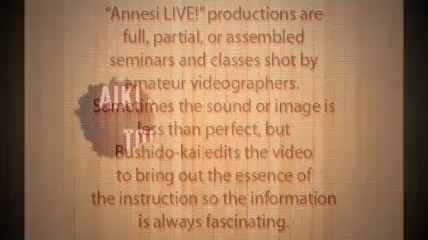 “Annesi LIVE!” productions are
full, partial, or assembled
seminars and classes shot by
amateur videographers.
AIKI
Sometimes the sound or image is
less than perfect, but
Bushido-kai edits the video
to bring out the essence of
the instruction so the information
is always fascinating.